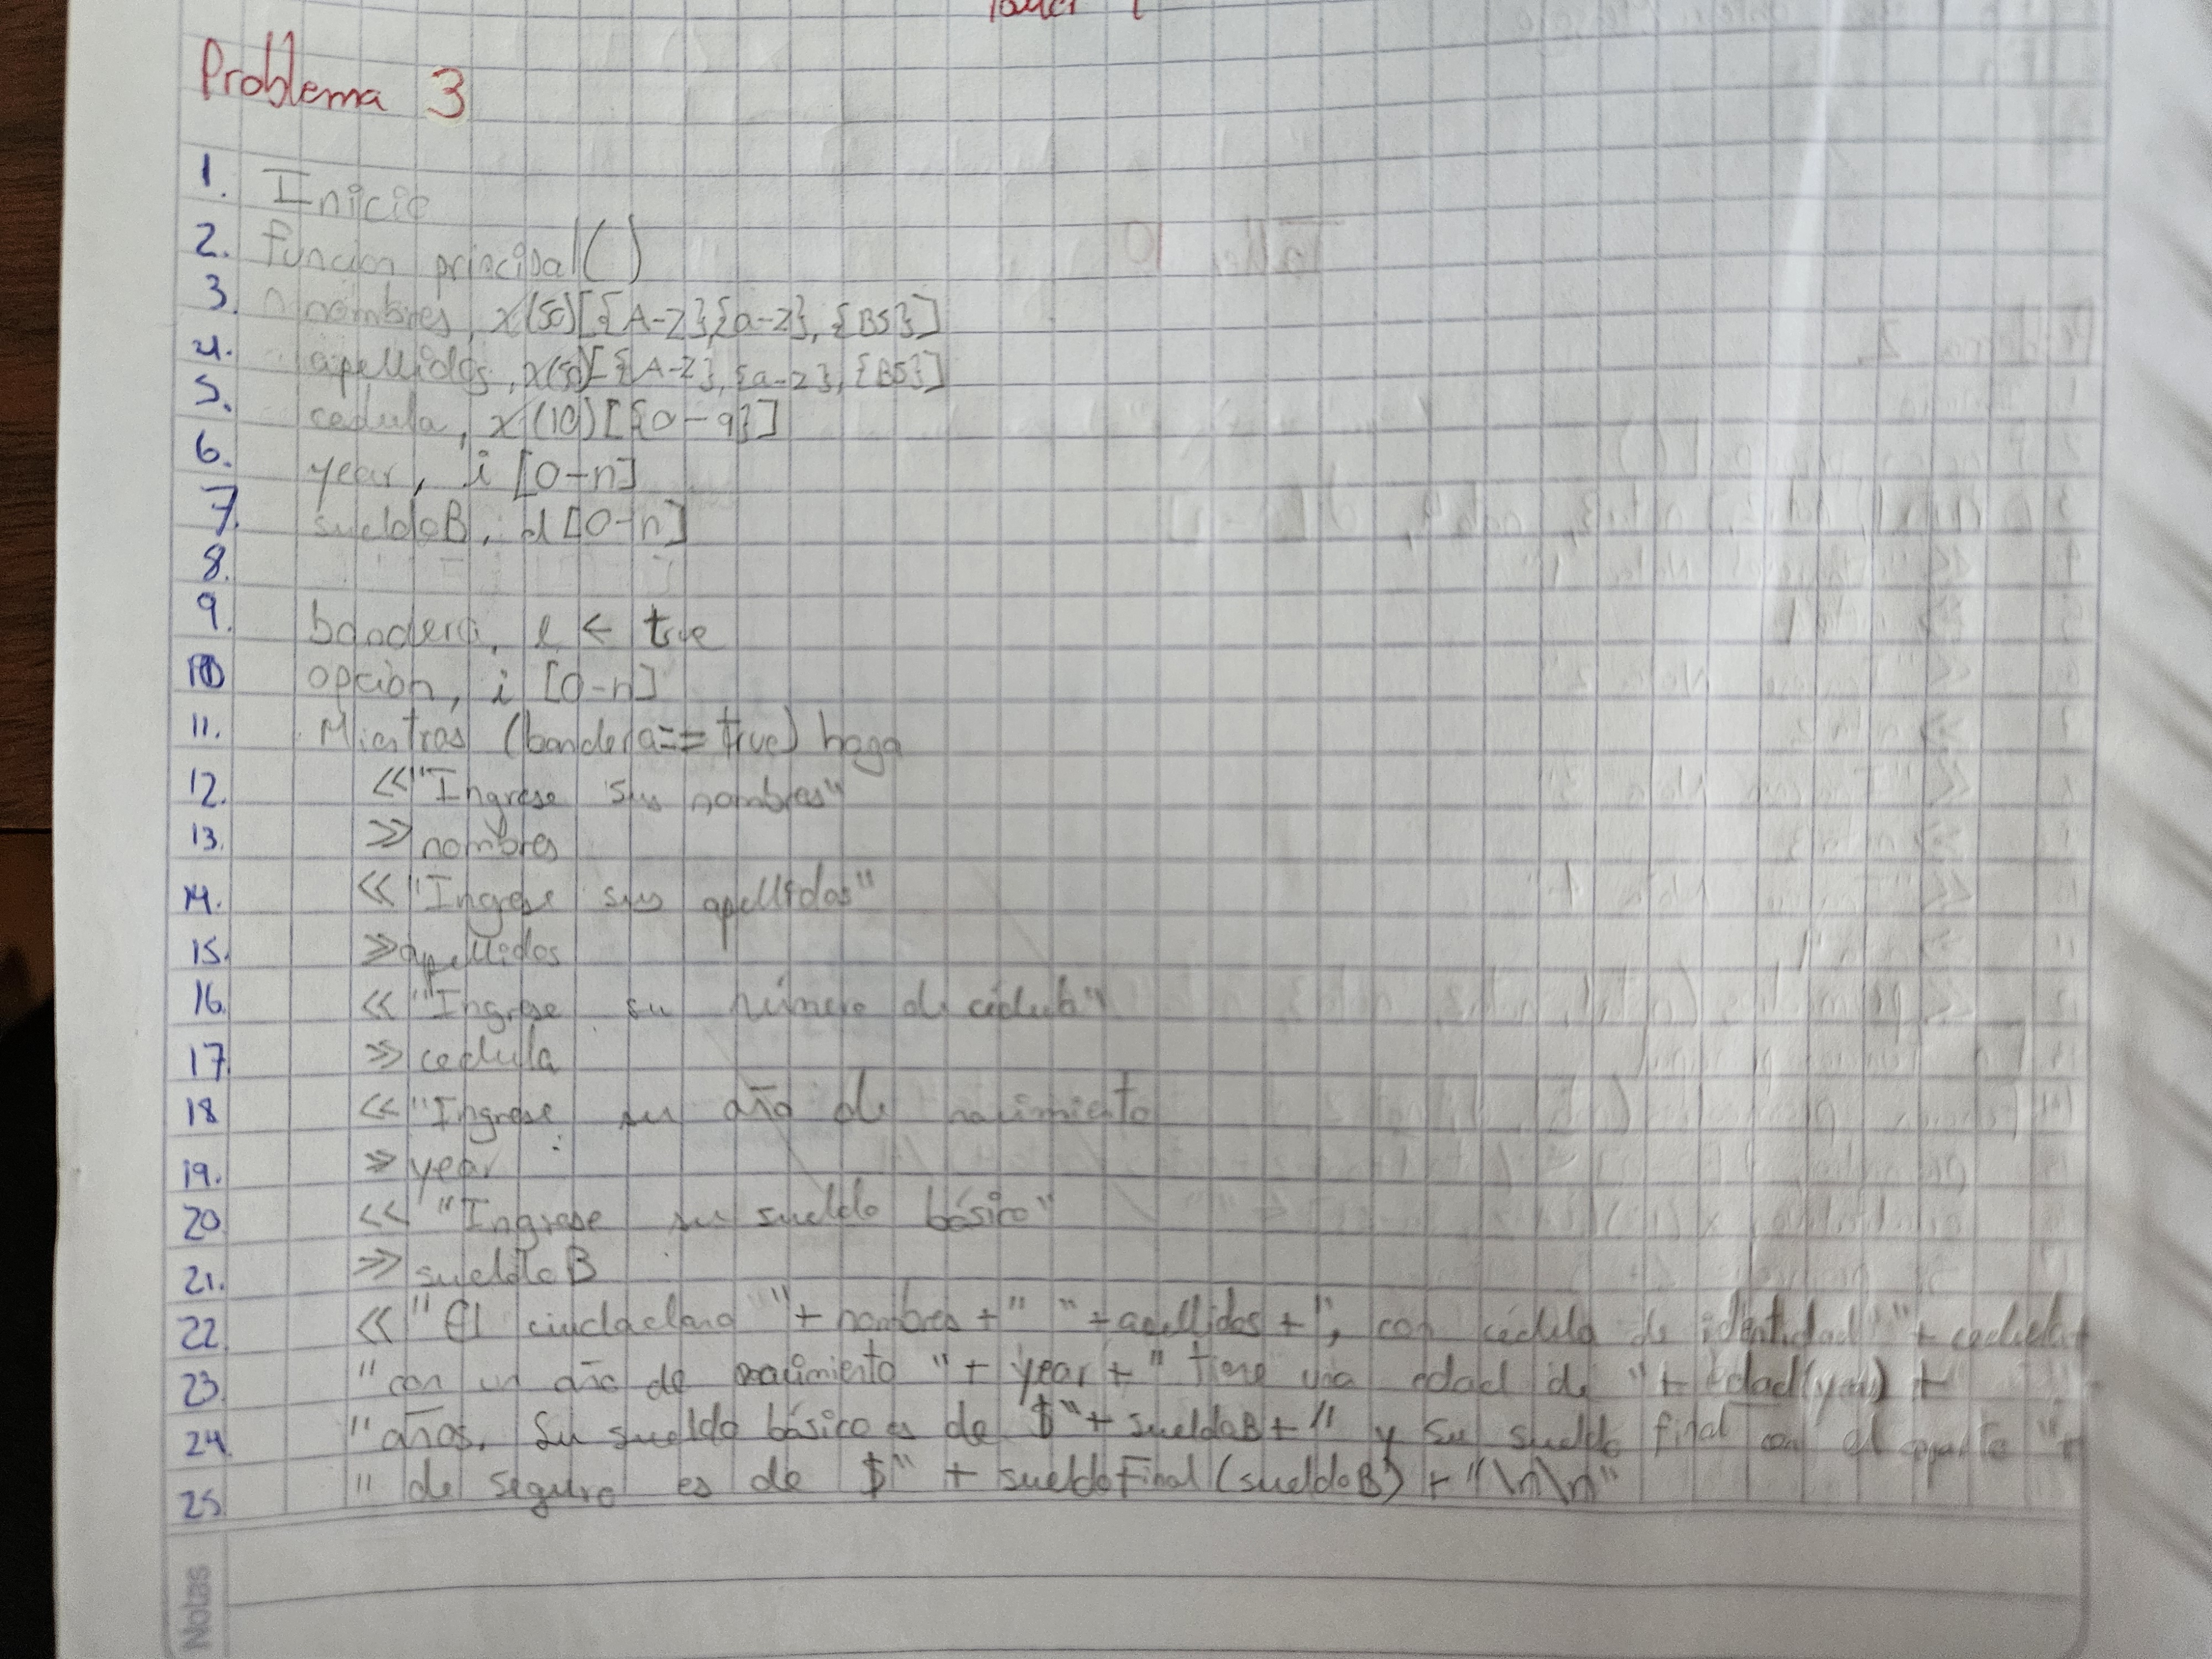 Problema 3
1. Inicio
2. funcion principal()
3. nombres, x(50)[{A-Z},{a-z},{BS}]
4. apellidos, x(50)[{A-Z},{a-z},{BS}]
5. cedula, x(10)[{0-9}]
6. year, i [0-n]
7. sueldoB, d [0-n]
8.
9. bandera, l <- true
10 opcion, i [0-n]
11. Mientras (bandera== true) haga
12. <<"Ingrese sus nombres"
13. >> nombres
14. <<"Ingrese sus apellidos"
15. >>apellidos
16. <<"Ingrese su número de cédula"
17. >> cedula
18 <<"Ingrese su año de nacimiento
19. >> year
20. << "Ingrese su sueldo básico"
21. >> sueldoB
22. << "El ciudadano "+ nombres +" "+apellidos +", con cédula de identidad "+ cedula+
23. "con un año de nacimiento "+ year + " tiene una edad de "+ edad(year) +
24. "años. Su sueldo básico es de $"+ sueldoB+ " y su sueldo final con el aporte "+
25. " de seguro es de $" + sueldoFinal(sueldoB) + "\n\n"
Notas